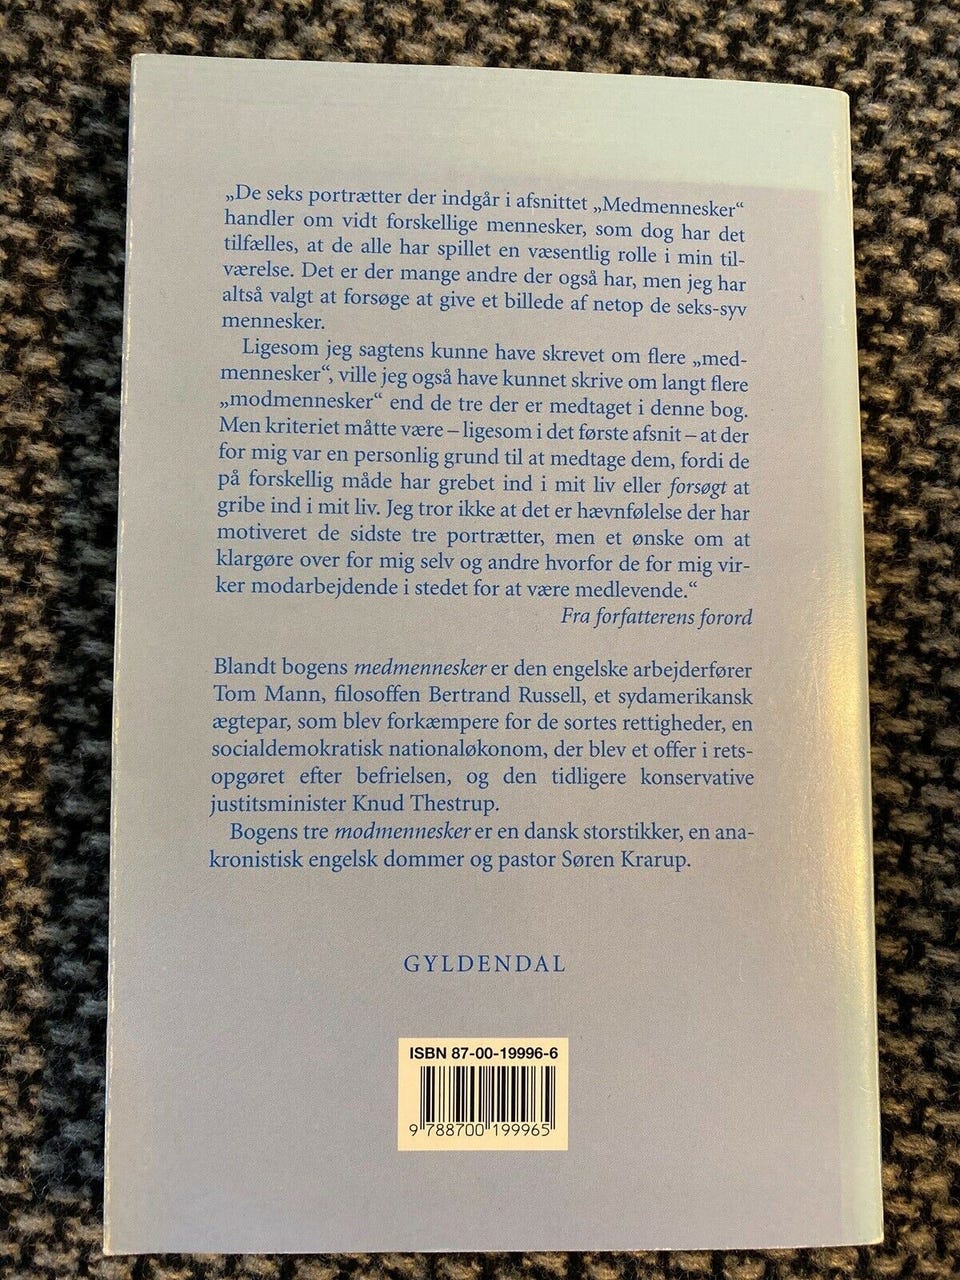 „De seks portrætter der indgår i afsnittet „Medmennesker“
handler om vidt forskellige mennesker, som dog har det
tilfælles, at de alle har spillet en væsentlig rolle i min til-
værelse. Det er der mange andre der også har, men jeg har
altså valgt at forsøge at give et billede af netop de seks-syv
mennesker.
Ligesom jeg sagtens kunne have skrevet om flere „med-
mennesker“, ville jeg også have kunnet skrive om langt flere
„modmennesker“ end de tre der er medtaget i denne bog.
Men kriteriet måtte være – ligesom i det første afsnit – at der
for mig var en personlig grund til at medtage dem, fordi de
på forskellig måde har grebet ind i mit liv eller forsøgt at
gribe ind i mit liv. Jeg tror ikke at det er hævnfølelse der har
motiveret de sidste tre portrætter, men et ønske om at
klargøre over for mig selv og andre hvorfor de for mig vir-
ker modarbejdende i stedet for at være medlevende.“
Fra forfatterens forord
Blandt bogens medmennesker er den engelske arbejderfører
Tom Mann, filosoffen Bertrand Russell, et sydamerikansk
ægtepar, som blev forkæmpere for de sortes rettigheder, en
socialdemokratisk nationaløkonom, der blev et offer i rets-
opgøret efter befrielsen, og den tidligere konservative
justitsminister Knud Thestrup.
Bogens tre modmennesker er en dansk storstikker, en ana-
kronistisk engelsk dommer og pastor Søren Krarup.
GYLDENDAL
ISBN 87-00-19996-6
9 788700 199965